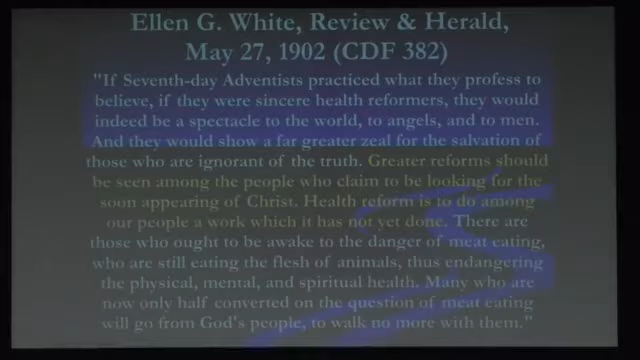 Ellen G. White, Review & Herald,
May 27, 1902 (CDF 382)
"If Seventh-day Adventists practiced what they profess to
believe, if they were sincere health reformers, they would
indeed be a spectacle to the world, to angels, and to men.
And they would show a far greater zeal for the salvation of
those who are ignorant of the truth. Greater reforms should
be seen among the people who claim to be looking for the
soon appearing of Christ. Health reform is to do among
our people a work which it has not yet done. There are
those who ought to be awake to the danger of meat eating,
who are still eating the flesh of animals, thus endangering
the physical, mental, and spiritual health. Many who are
now only half converted on the question of meat eating
will go from God's people, to walk no more with them."